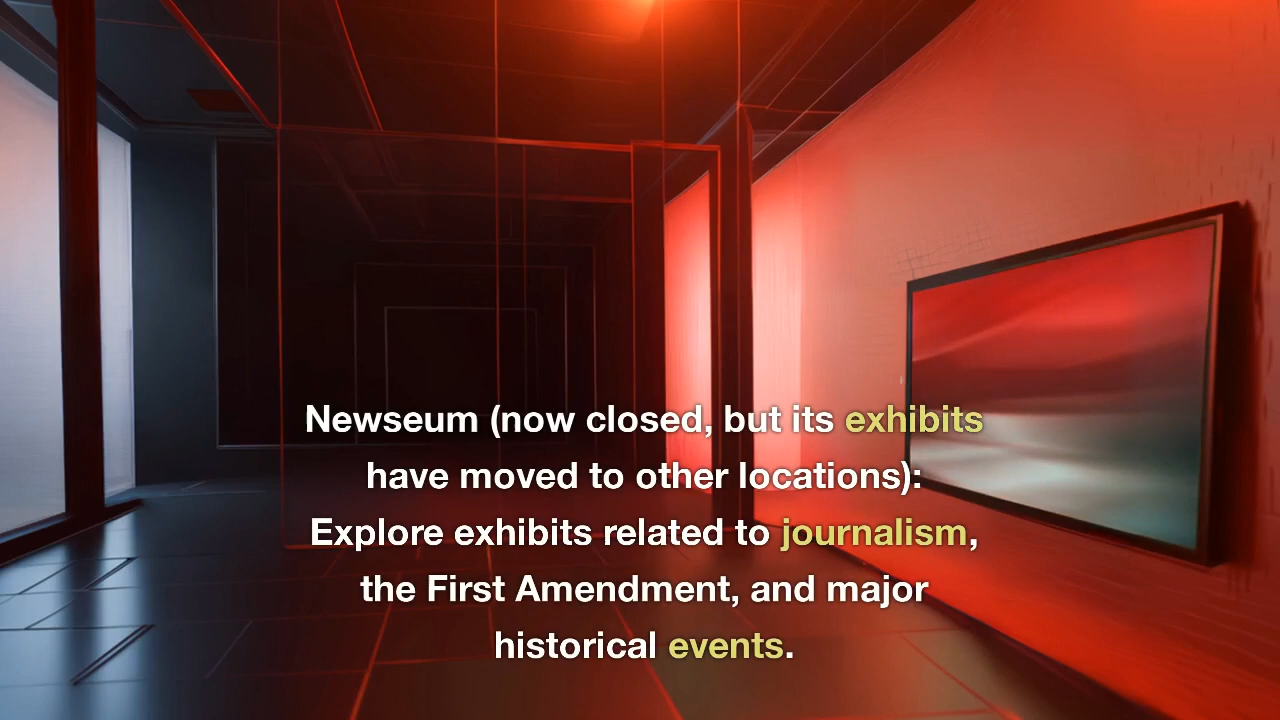 Newseum (now closed, but its exhibits
have moved to other locations):
Explore exhibits related to journalism,
the First Amendment, and major
historical events.